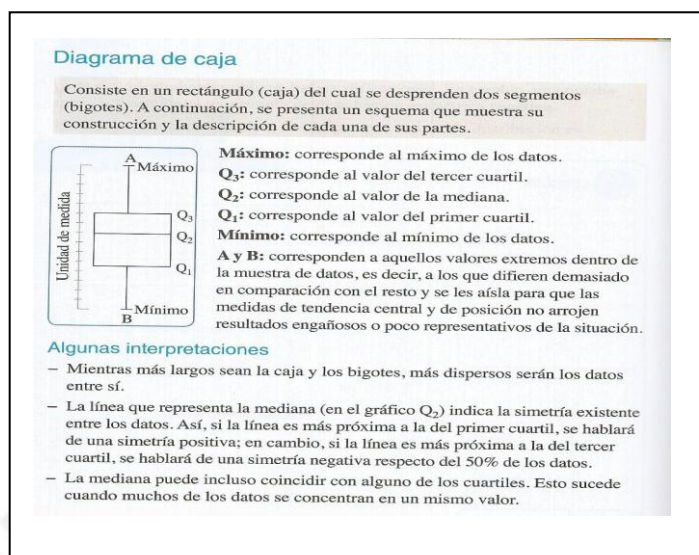 Diagrama de caja
Consiste en un rectángulo (caja) del cual se desprenden dos segmentos
(bigotes). A continuación, se presenta un esquema que muestra su
construcción y la descripción de cada una de sus partes.
Unidad de medida
A
Máximo
Q₃
Q₂
Q₁
Mínimo
B
Máximo: corresponde al máximo de los datos.
Q₃: corresponde al valor del tercer cuartil.
Q₂: corresponde al valor de la mediana.
Q₁: corresponde al valor del primer cuartil.
Mínimo: corresponde al mínimo de los datos.
A y B: corresponden a aquellos valores extremos dentro de
la muestra de datos, es decir, a los que difieren demasiado
en comparación con el resto y se les aísla para que las
medidas de tendencia central y de posición no arrojen
resultados engañosos o poco representativos de la situación.
Algunas interpretaciones
– Mientras más largos sean la caja y los bigotes, más dispersos serán los datos
entre sí.
– La línea que representa la mediana (en el gráfico Q₂) indica la simetría existente
entre los datos. Así, si la línea es más próxima a la del primer cuartil, se hablará
de una simetría positiva; en cambio, si la línea es más próxima a la del tercer
cuartil, se hablará de una simetría negativa respecto del 50% de los datos.
– La mediana puede incluso coincidir con alguno de los cuartiles. Esto sucede
cuando muchos de los datos se concentran en un mismo valor.